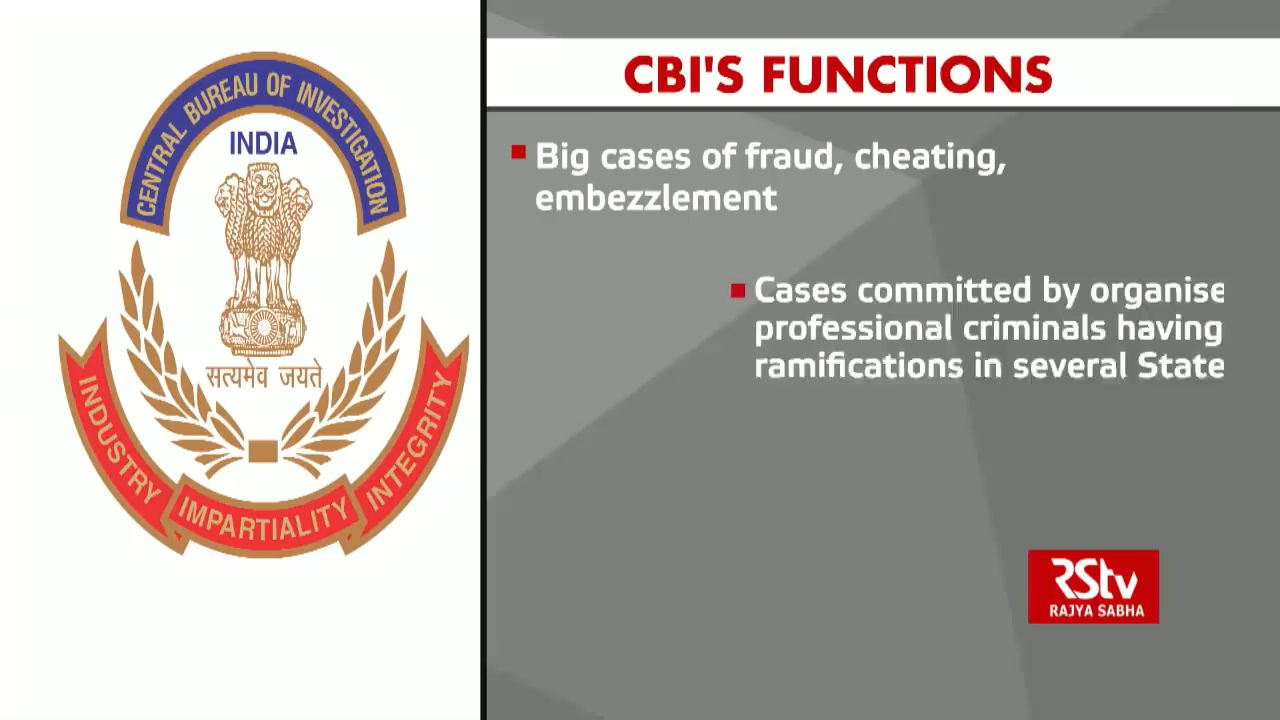 CENTRAL BUREAU OF INVESTIGATION
INDIA
सत्यमेव जयते
INDUSTRY
IMPARTIALITY
INTEGRITY
CBI'S FUNCTIONS
Big cases of fraud, cheating,
embezzlement
Cases committed by organise
professional criminals having
ramifications in several State
RStv
RAJYA SABHA